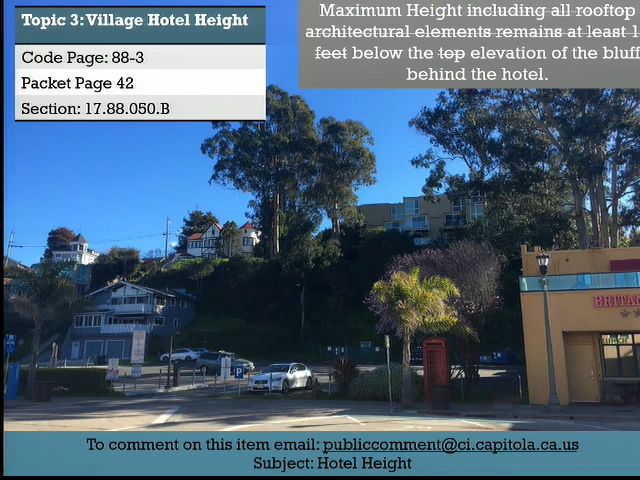 Topic 3: Village Hotel Height
Code Page: 88-3
Packet Page 42
Section: 17.88.050.B
Maximum Height including all rooftop
architectural elements remains at least
feet below the top elevation of the bluff
behind the hotel.
To comment on this item email: publiccomment@ci.capitola.ca.us
Subject: Hotel Height